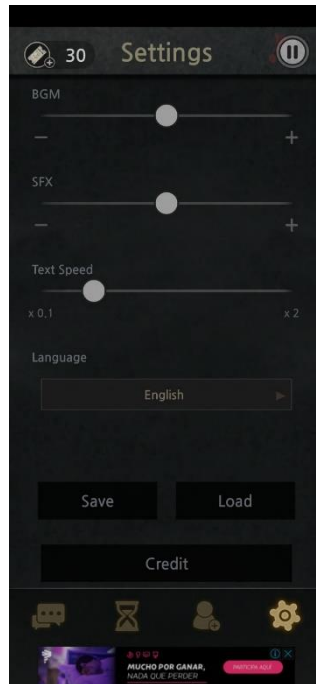 30 Settings
BGM
− +
SFX
− +
Text Speed
x 0.1 x 2
Language
English
Save Load
Credit
MUCHO POR GANAR,
NADA QUE PERDER
PARTICIPA AQUÍ